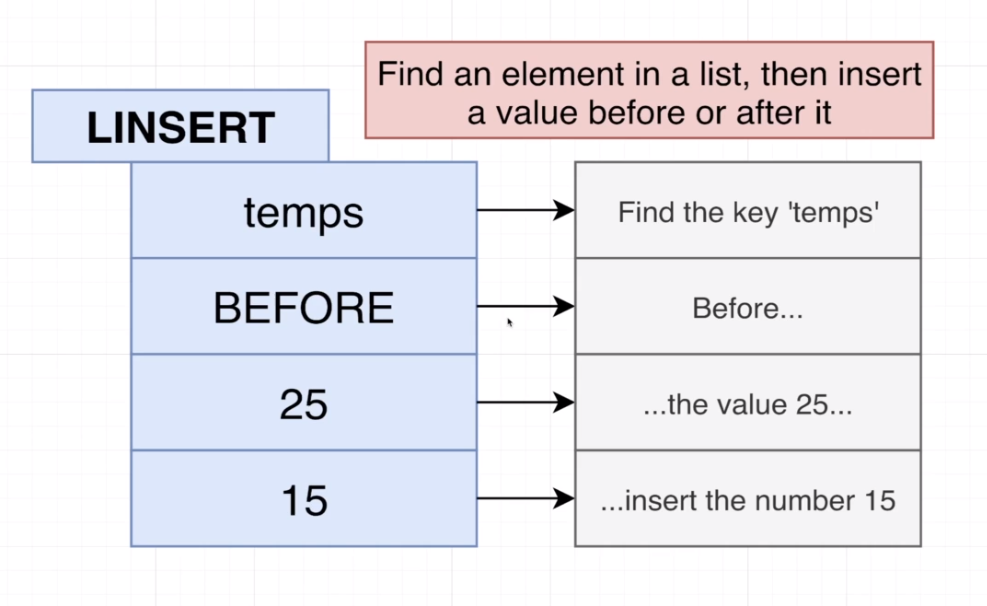 Find an element in a list, then insert
a value before or after it
LINSERT
temps
Find the key 'temps'
BEFORE
Before...
25
...the value 25...
15
...insert the number 15